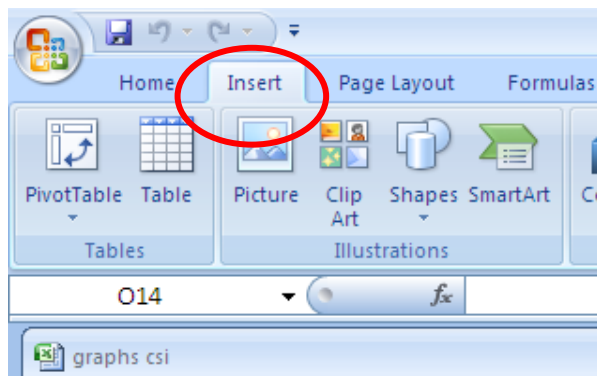 Home Insert Page Layout Formulas
PivotTable Table Picture Clip Art Shapes SmartArt
Tables Illustrations
O14 fx
graphs csi